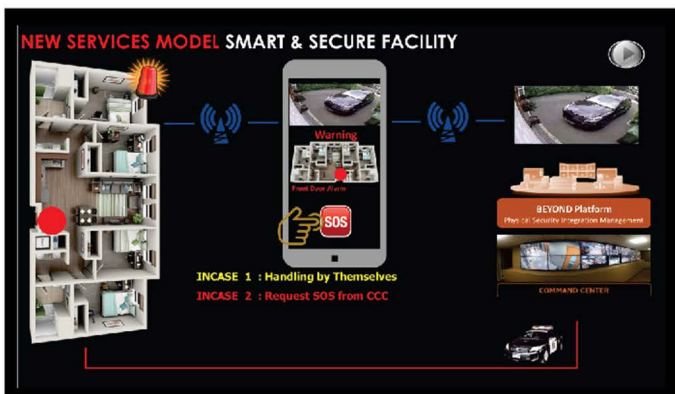 NEW SERVICES MODEL SMART & SECURE FACILITY
Warning
Front Door Alarm
SOS
BEYOND Platform
Physical Security Integration Management
COMMAND CENTER
INCASE 1 : Handling by Themselves
INCASE 2 : Request SOS from CCC